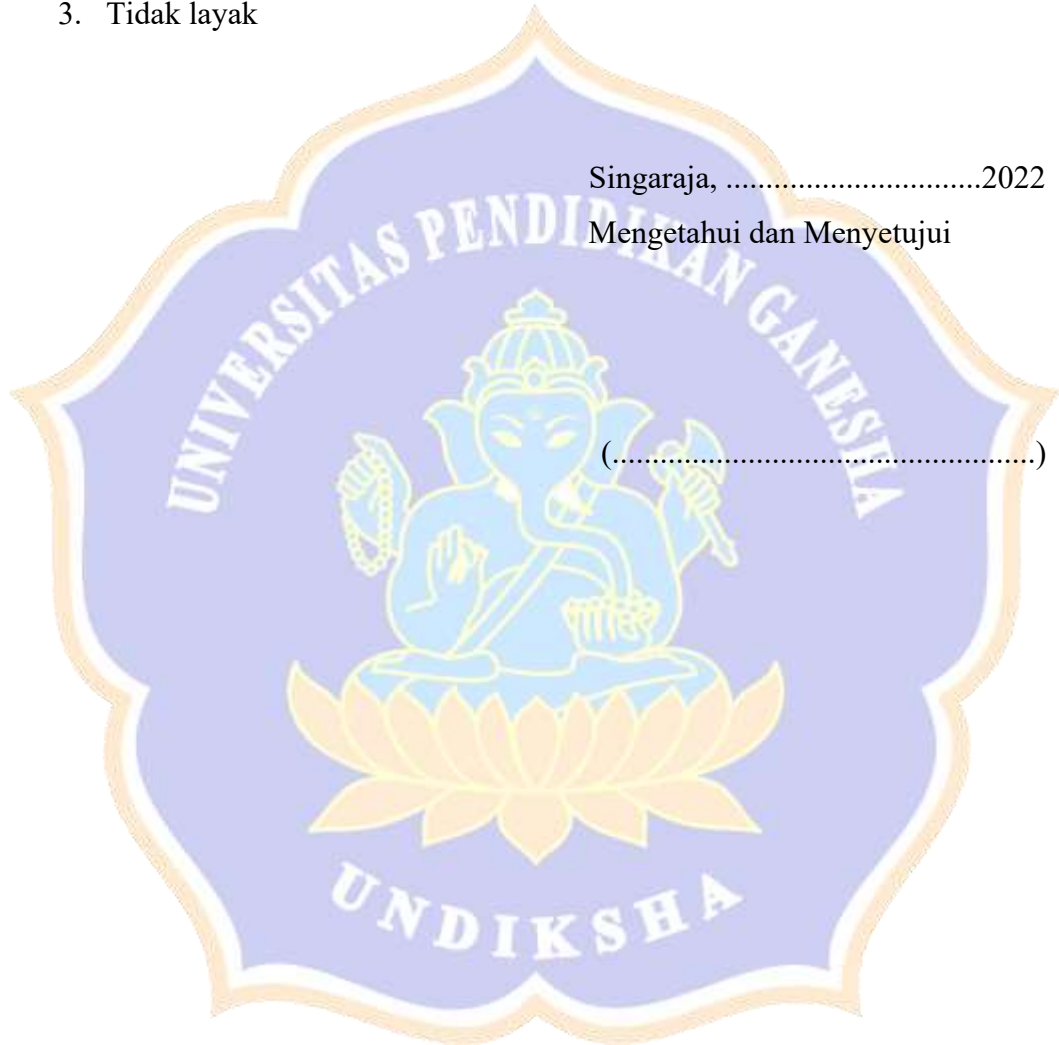 3. Tidak layak
Singaraja, ................................2022
Mengetahui dan Menyetujui
(.....................................................)
UNIVERSITAS PENDIDIKAN GANESHA
UNDIKSHA